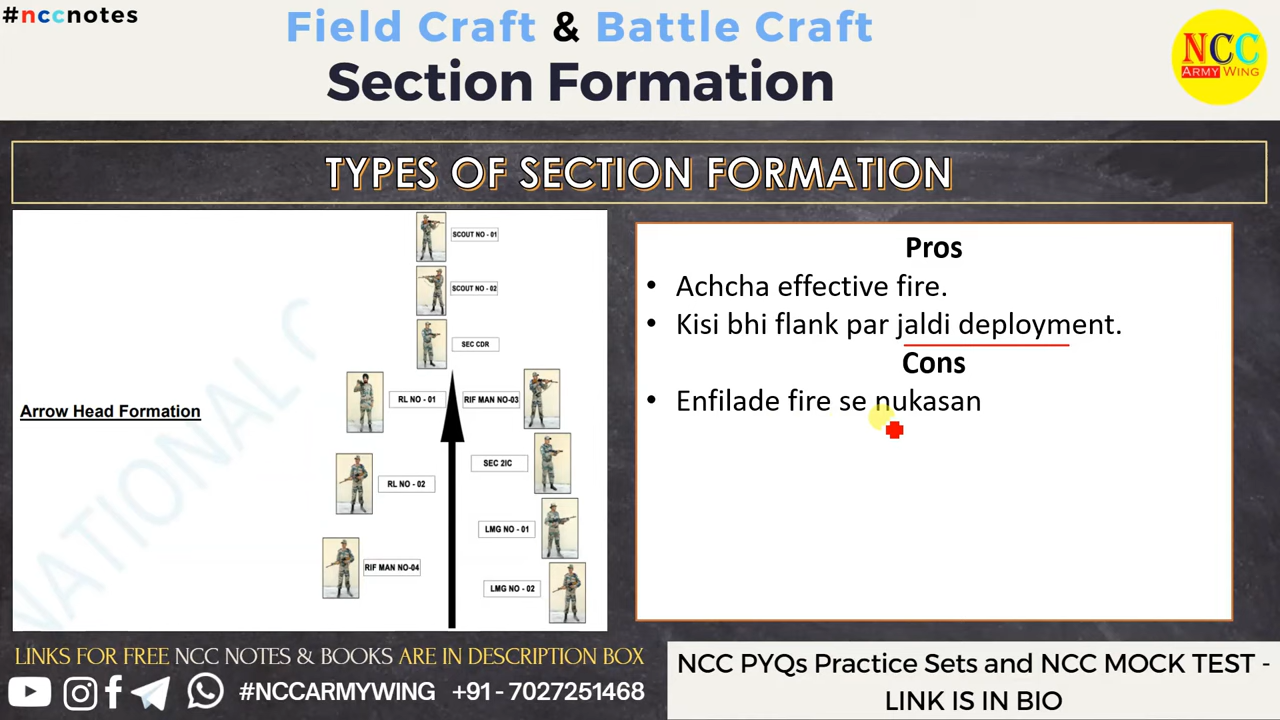 #nccnotes
Field Craft & Battle Craft
Section Formation
NCC
ARMY WING
TYPES OF SECTION FORMATION
SCOUT NO - 01
SCOUT NO - 02
SEC CDR
RL NO - 01
RIF MAN NO-03
Arrow Head Formation
SEC 2IC
RL NO - 02
LMG NO - 01
RIF MAN NO-04
LMG NO - 02
NATIONAL C
Pros
• Achcha effective fire.
• Kisi bhi flank par jaldi deployment.
Cons
• Enfilade fire se nukasan
LINKS FOR FREE NCC NOTES & BOOKS ARE IN DESCRIPTION BOX
#NCCARMYWING +91 - 7027251468
NCC PYQs Practice Sets and NCC MOCK TEST -
LINK IS IN BIO